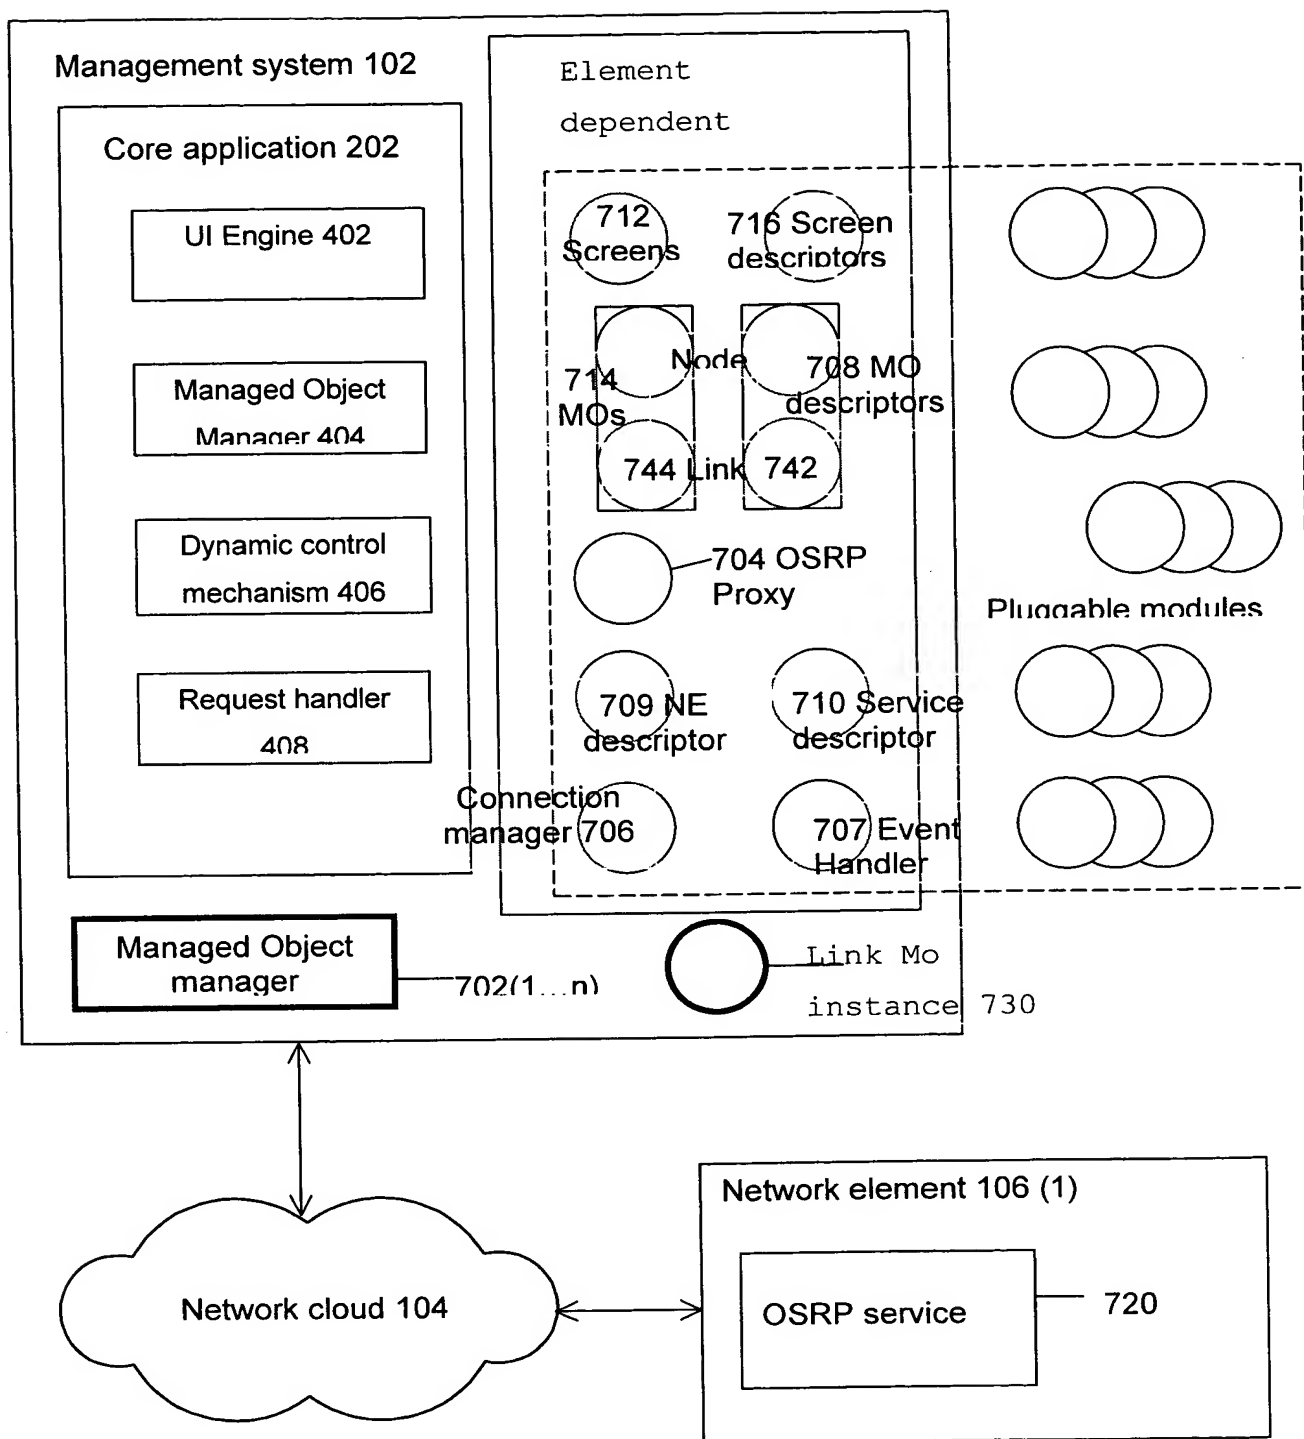 Management system 102
Core application 202
UI Engine 402
Managed Object
Manager 404
Dynamic control
mechanism 406
Request handler
408
Element
dependent
712
Screens
716 Screen
descriptors
Node
714
MOs
708 MO
descriptors
744 Link 742
704 OSRP
Proxy
Pluggable modules
709 NE
descriptor
710 Service
descriptor
Connection
manager 706
707 Event
Handler
Managed Object
manager
702(1...n)
Link Mo
instance 730
Network cloud 104
Network element 106 (1)
OSRP service
720